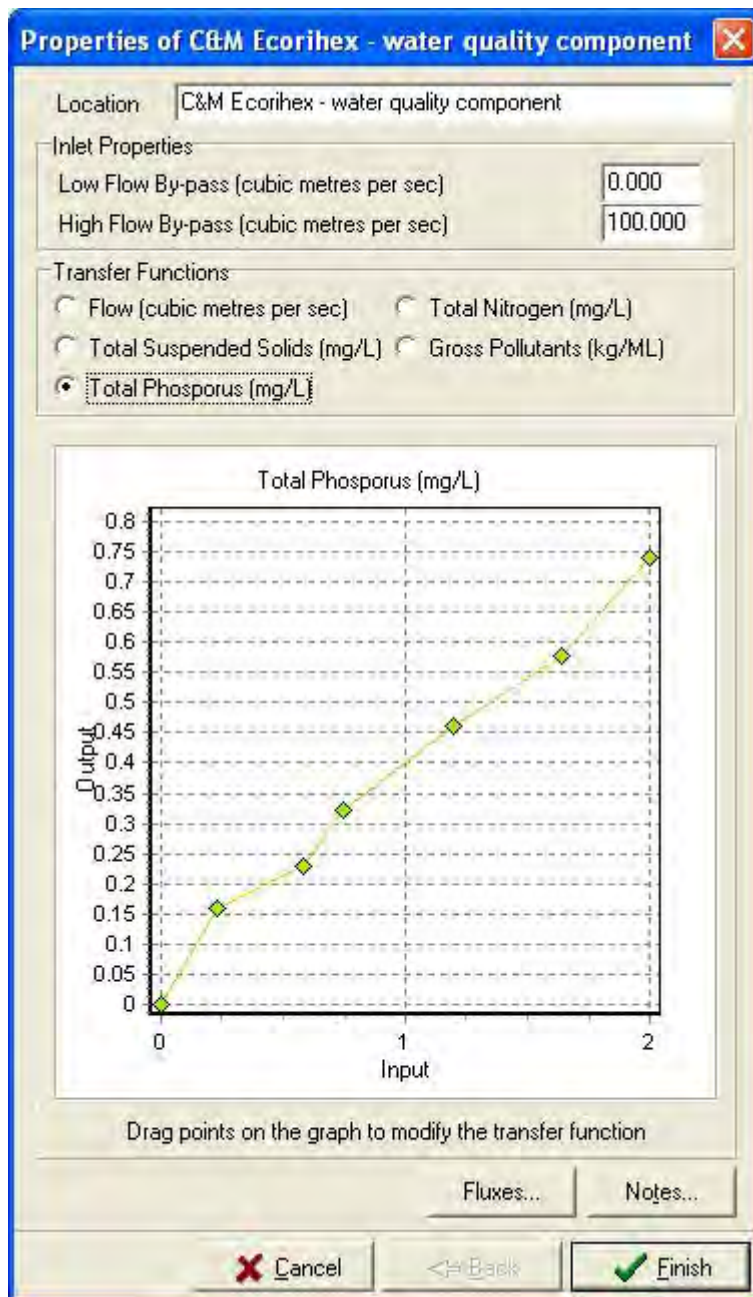 Properties of C&M Ecorihex - water quality component
Location C&M Ecorihex - water quality component
Inlet Properties
Low Flow By-pass (cubic metres per sec) 0.000
High Flow By-pass (cubic metres per sec) 100.000
Transfer Functions
Flow (cubic metres per sec) Total Nitrogen (mg/L)
Total Suspended Solids (mg/L) Gross Pollutants (kg/ML)
Total Phosporus (mg/L)
Total Phosporus (mg/L)
0.8
0.75
0.7
0.65
0.6
0.55
0.5
0.45
0.4
0.35
0.3
0.25
0.2
0.15
0.1
0.05
0
Output
0 1 2
Input
Drag points on the graph to modify the transfer function
Fluxes... Notes...
Cancel <= Back Finish